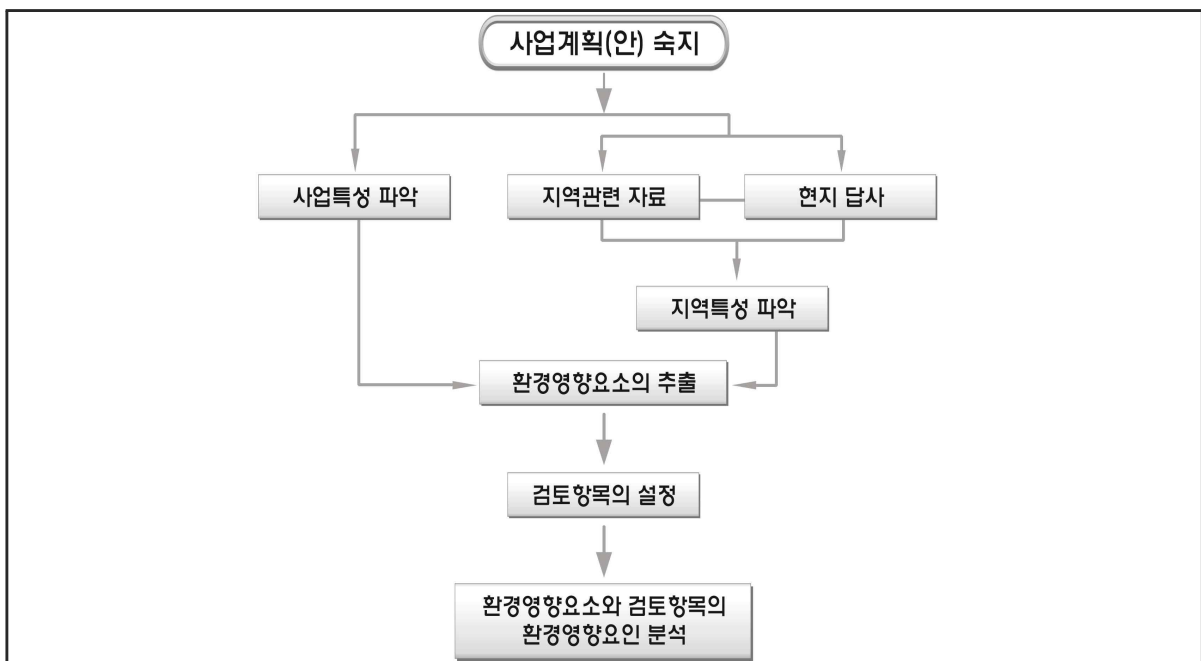 사업계획(안) 숙지
사업특성 파악
지역관련 자료
현지 답사
지역특성 파악
환경영향요소의 추출
검토항목의 설정
환경영향요소와 검토항목의
환경영향요인 분석